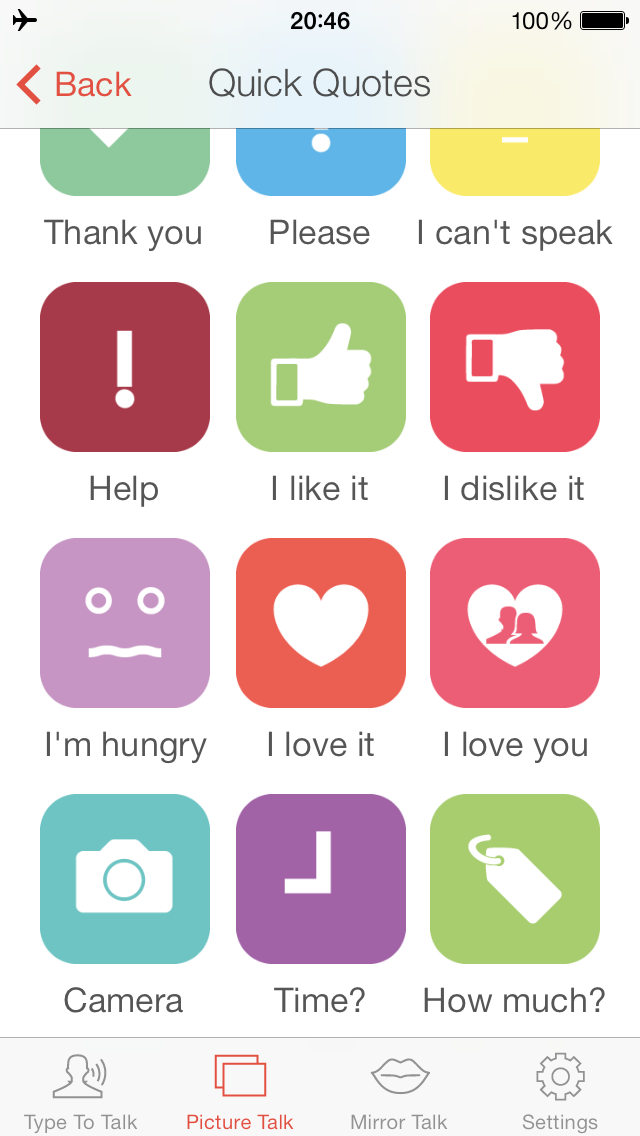 20:46
100%
Back
Quick Quotes
Thank you
Please
I can't speak
Help
I like it
I dislike it
I'm hungry
I love it
I love you
Camera
Time?
How much?
Type To Talk
Picture Talk
Mirror Talk
Settings